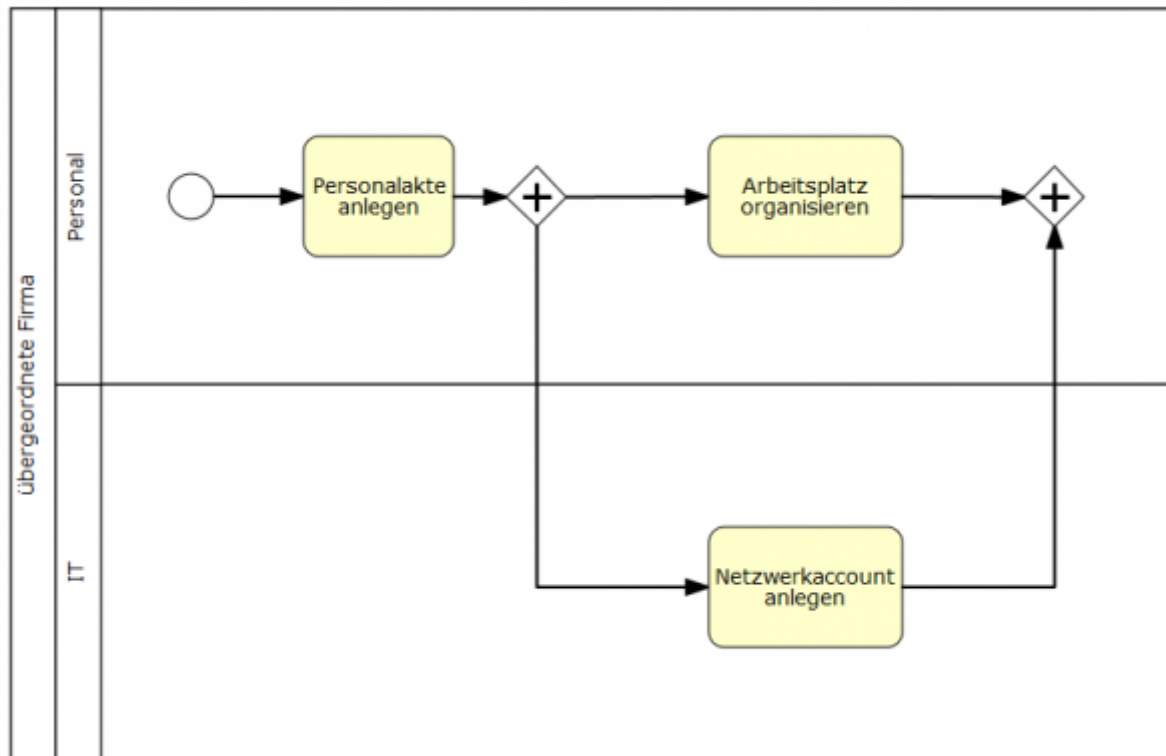 übergeordnete Firma
Personal
Personalakte
anlegen
Arbeitsplatz
organisieren
IT
Netzwerkaccount
anlegen